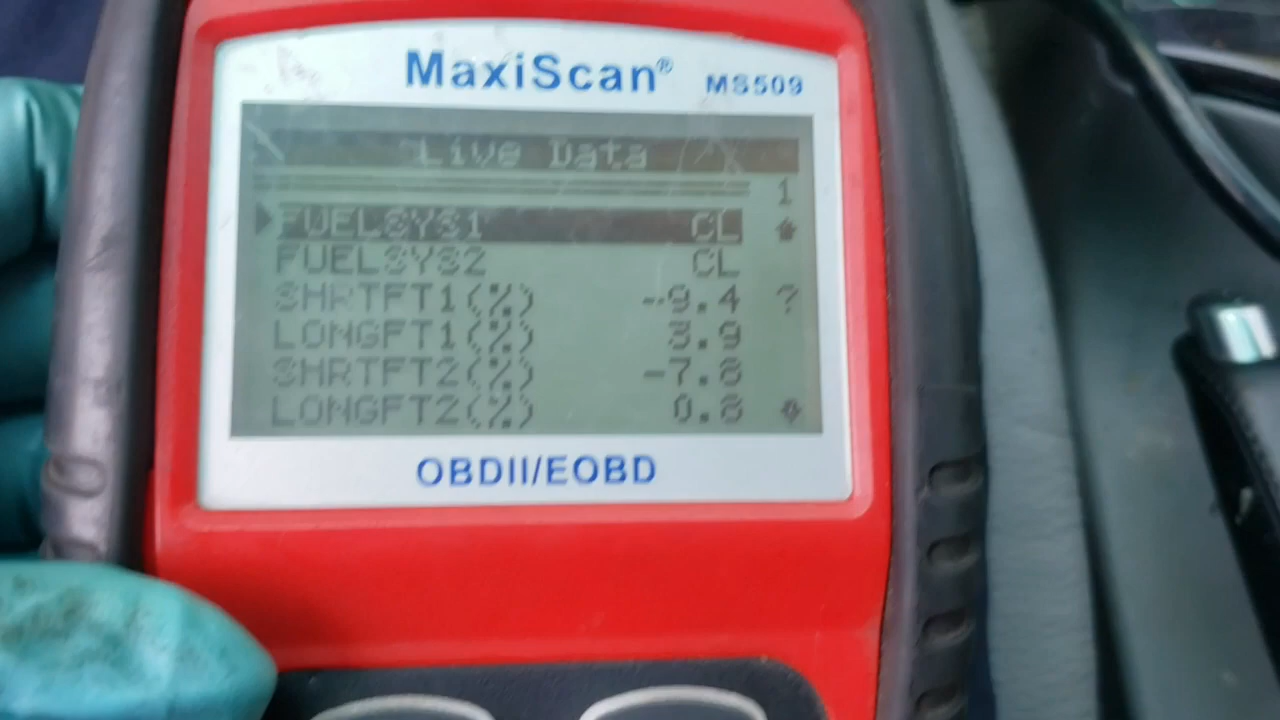 MaxiScan® MS509
Live Data
1
FUELSYS1 CL
FUELSYS2 CL
SHRTFT1(%) -9.4
?
LONGFT1(%) 3.9
SHRTFT2(%) -7.8
LONGFT2(%) 0.8
OBDII/EOBD